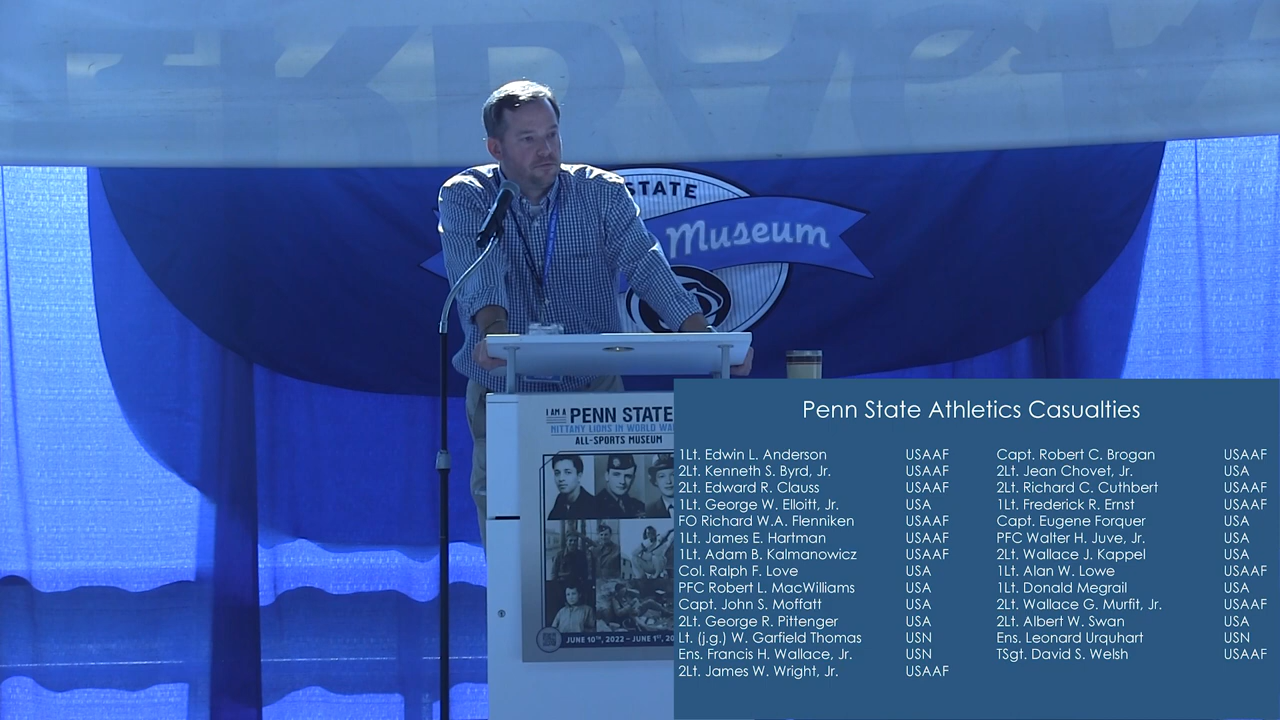 STATE
Museum
I AM A PENN STATE
NITTANY LIONS IN WORLD WAR
ALL-SPORTS MUSEUM
JUNE 10TH, 2022 – JUNE 1ST, 20
Penn State Athletics Casualties
1Lt. Edwin L. Anderson USAAF
2Lt. Kenneth S. Byrd, Jr. USAAF
2Lt. Edward R. Clauss USAAF
1Lt. George W. Elloitt, Jr. USA
FO Richard W.A. Flenniken USAAF
1Lt. James E. Hartman USAAF
1Lt. Adam B. Kalmanowicz USAAF
Col. Ralph F. Love USA
PFC Robert L. MacWilliams USA
Capt. John S. Moffatt USA
2Lt. George R. Pittenger USA
Lt. (j.g.) W. Garfield Thomas USN
Ens. Francis H. Wallace, Jr. USN
2Lt. James W. Wright, Jr. USAAF
Capt. Robert C. Brogan USAAF
2Lt. Jean Chovet, Jr. USA
2Lt. Richard C. Cuthbert USAAF
1Lt. Frederick R. Ernst USAAF
Capt. Eugene Forquer USA
PFC Walter H. Juve, Jr. USA
2Lt. Wallace J. Kappel USA
1Lt. Alan W. Lowe USAAF
1Lt. Donald Megrail USA
2Lt. Wallace G. Murfit, Jr. USAAF
2Lt. Albert W. Swan USA
Ens. Leonard Urquhart USN
TSgt. David S. Welsh USAAF